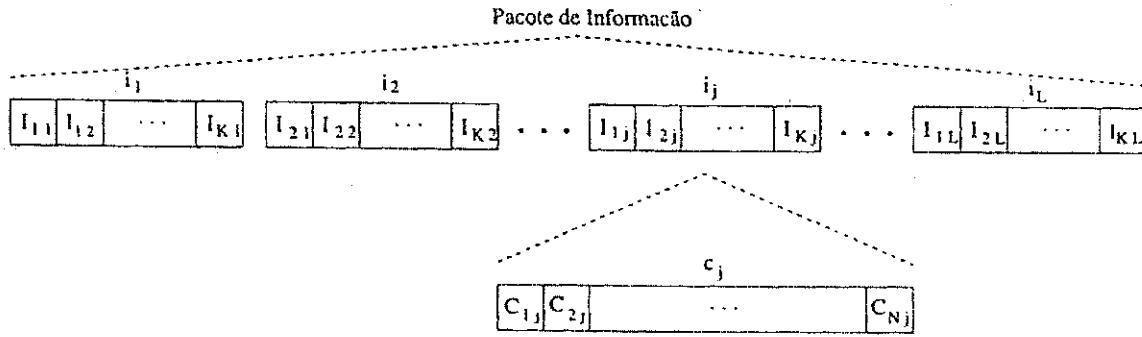 Pacote de Informacão
i1 i2 ij iL
I11 I12 ··· IK1 I21 I22 ··· IK2 ··· I1j I2j ··· IKj ··· I1L I2L ··· IKL
cj
C1j C2j ··· CNj